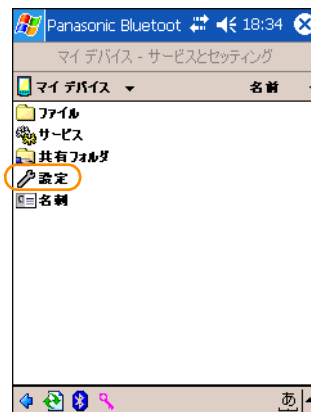 Panasonic Bluetoot 18:34
マイ デバイス - サービスとセッティング
マイ デバイス 名前
ファイル
サービス
共有フォルダ
設定
名刺
あ